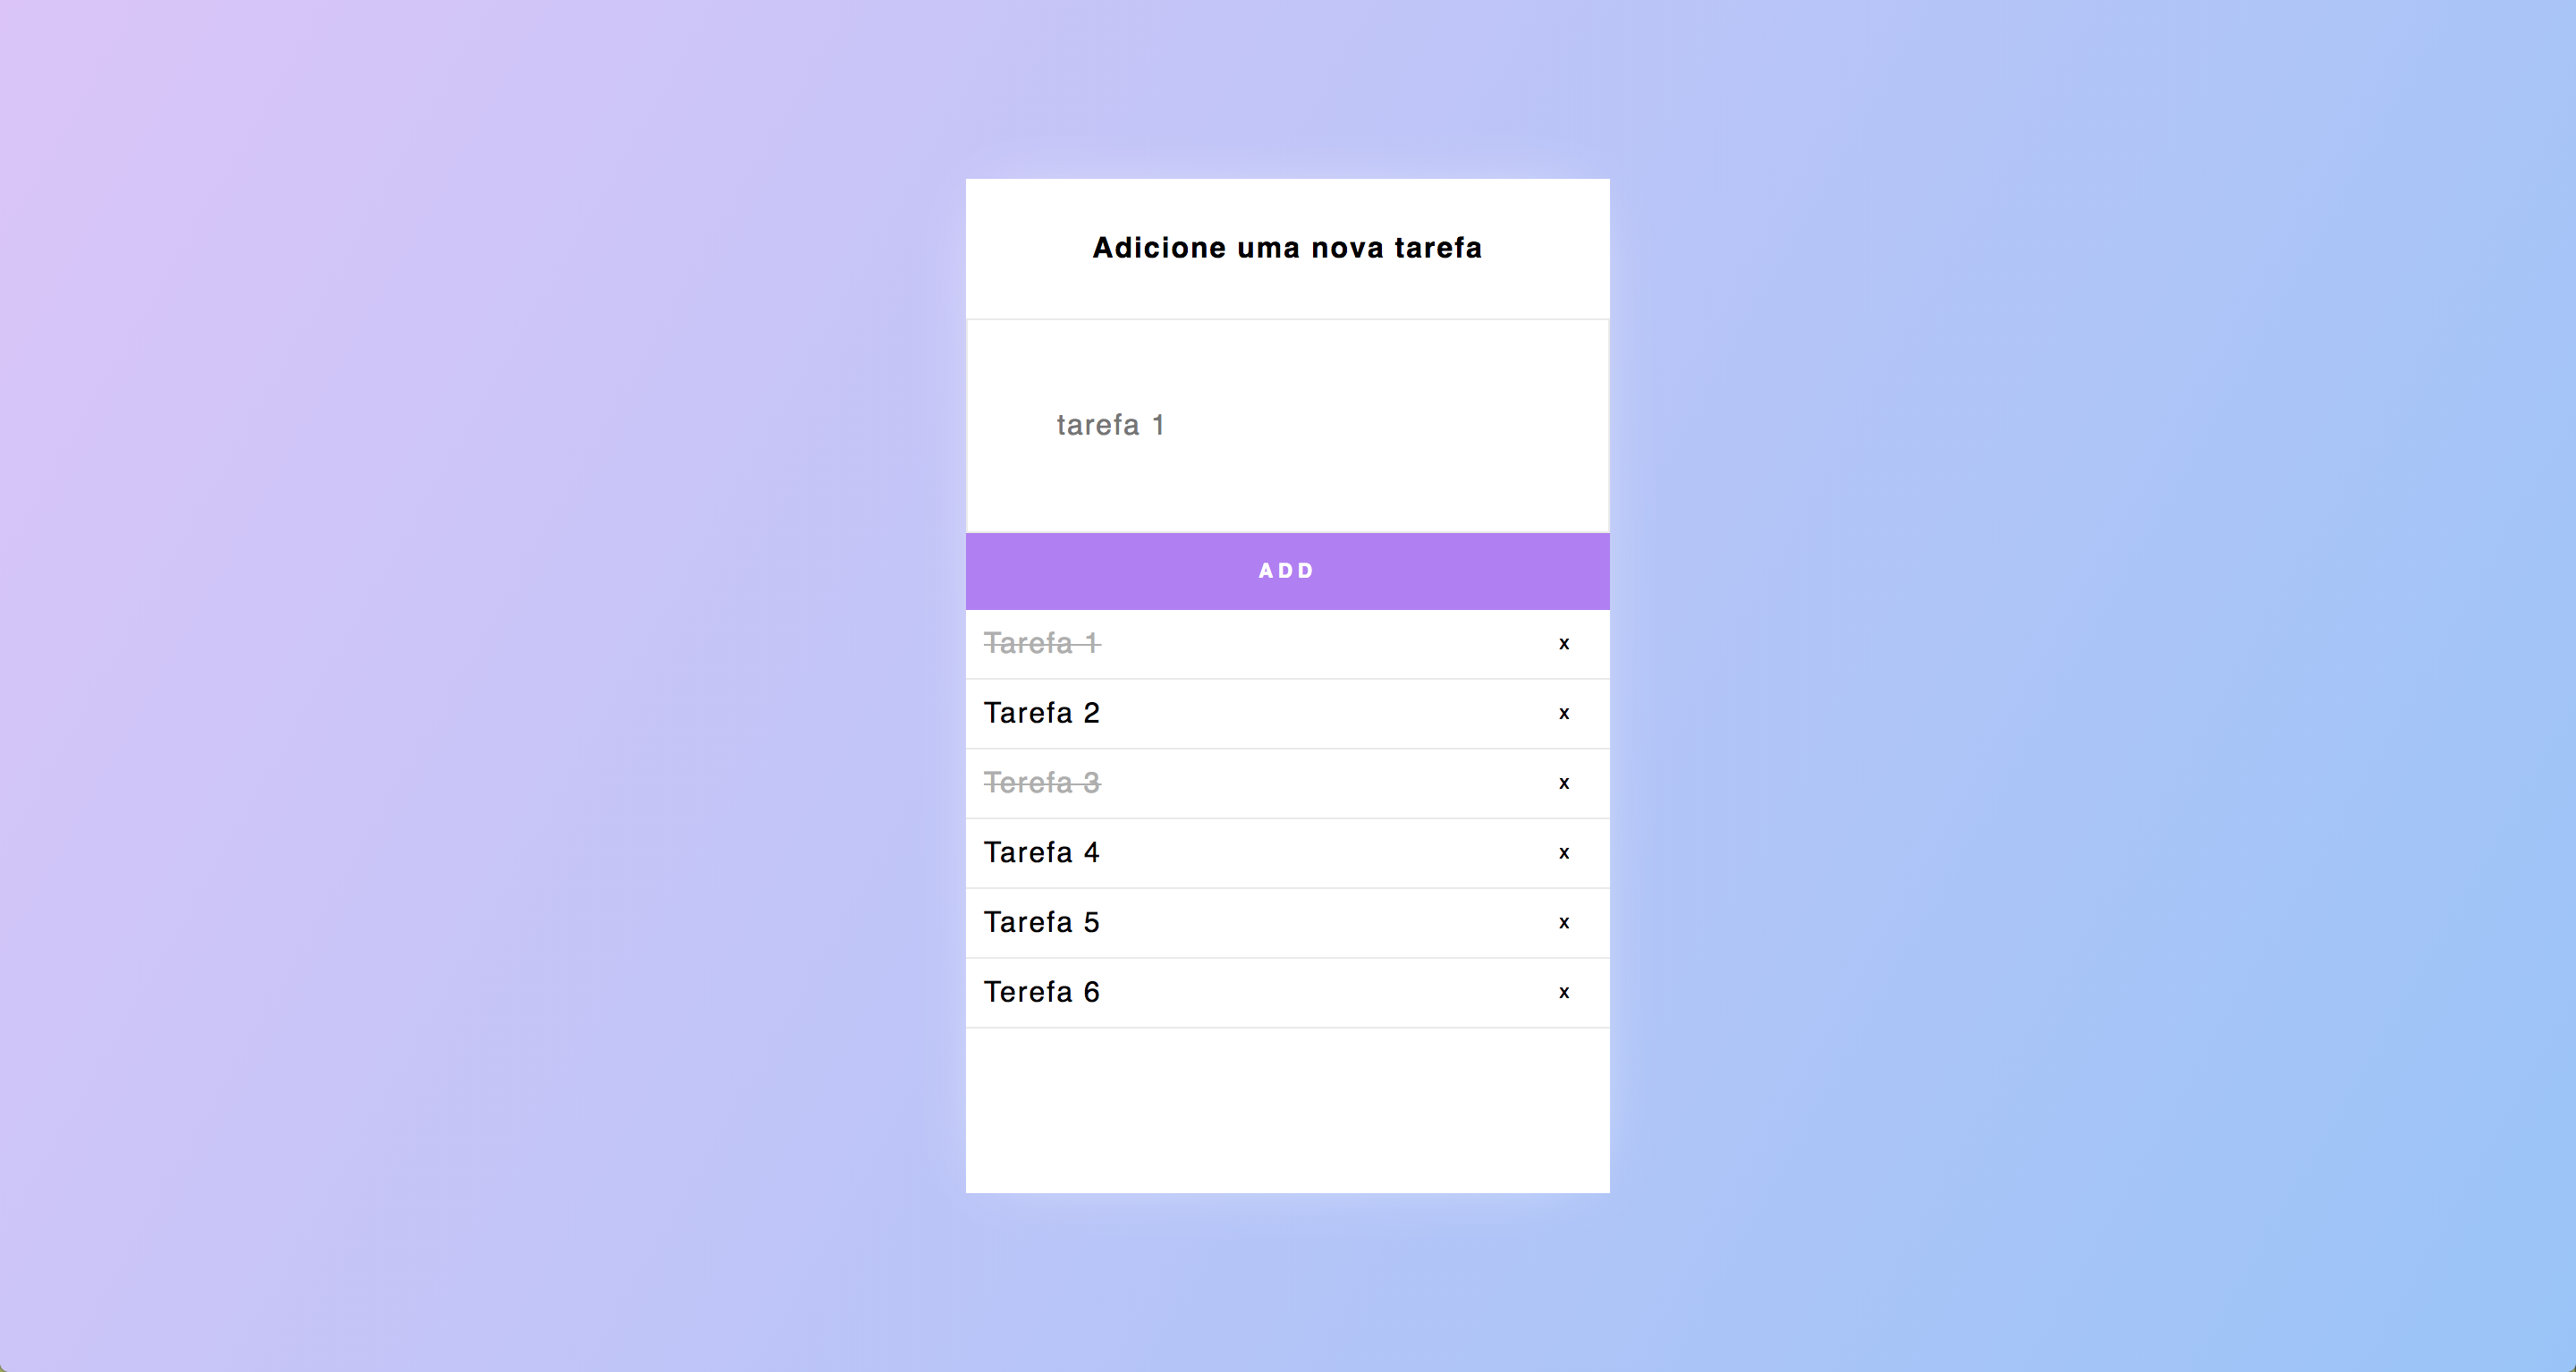 Adicione uma nova tarefa
tarefa 1
ADD
Tarefa 1 x
Tarefa 2 x
Terefa 3 x
Tarefa 4 x
Tarefa 5 x
Terefa 6 x